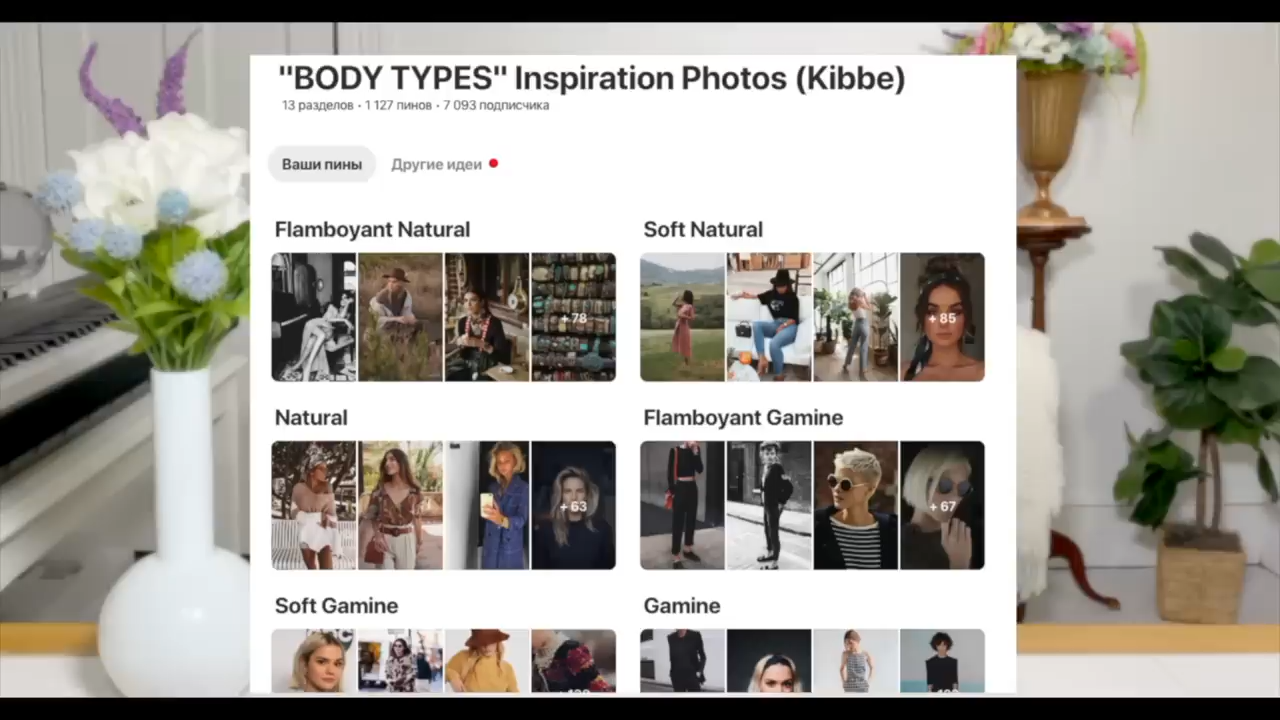 "BODY TYPES" Inspiration Photos (Kibbe)
13 разделов · 1 127 пинов · 7 093 подписчика
Ваши пины
Другие идеи
Flamboyant Natural
Soft Natural
+78
+ 85
Natural
Flamboyant Gamine
+ 63
+ 67
Soft Gamine
Gamine